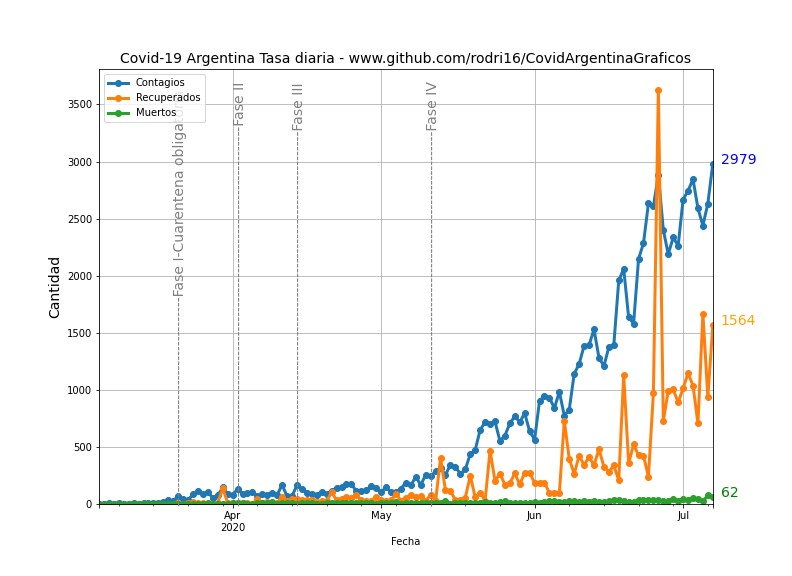 Covid-19 Argentina Tasa diaria - www.github.com/rodri16/CovidArgentinaGraficos
Contagios
Recuperados
Muertos
Fase I-Cuarentena obligatoria
Fase II
Fase III
Fase IV
Cantidad
3500
3000
2500
2000
1500
1000
500
0
2979
1564
62
Apr
2020
May
Jun
Jul
Fecha